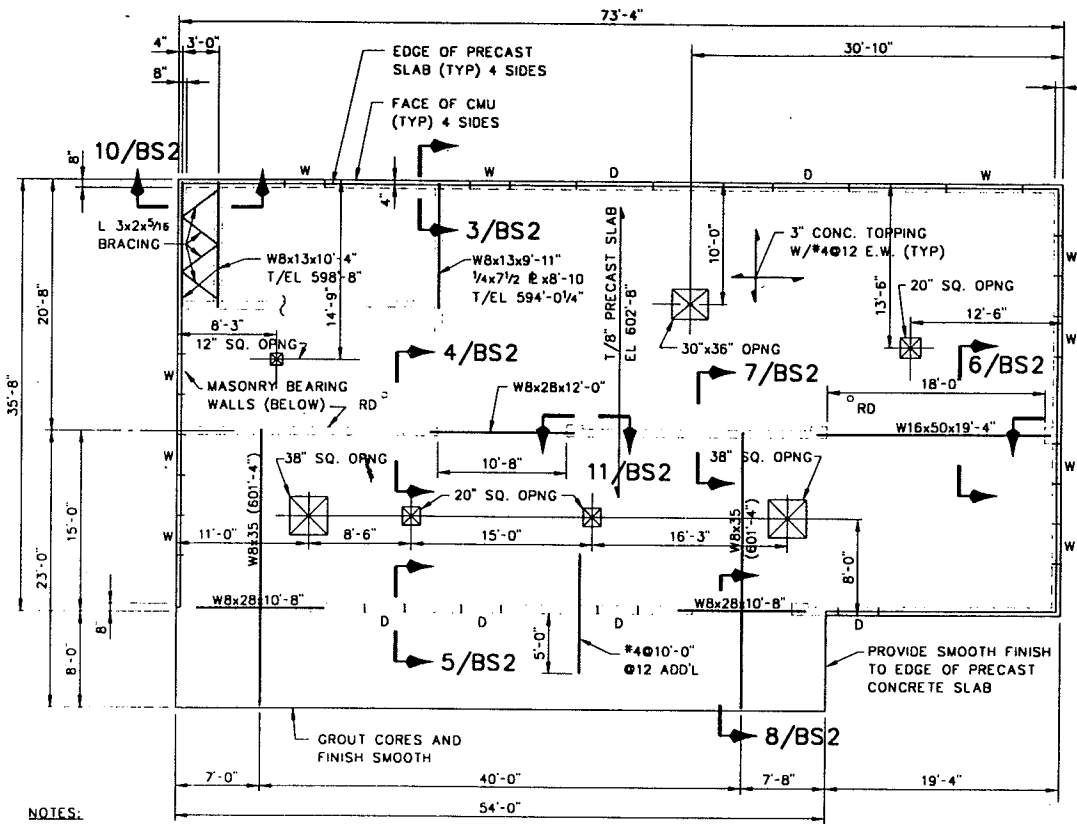 73'-4"
4" 3'-0"
30'-10"
EDGE OF PRECAST
SLAB (TYP) 4 SIDES
8"
FACE OF CMU
(TYP) 4 SIDES
10/BS2
8"
W W D D W
4"
3/BS2
L 3x2x5/16
BRACING
W8x13x10'-4"
T/EL 598'-8"
W8x13x9'-11"
1/4x7 1/2 PL x8'-10
T/EL 594'-0 1/4"
T/8" PRECAST SLAB
EL 602'-8"
10'-0"
3" CONC. TOPPING
W/#4@12 E.W. (TYP)
13'-6"
20" SQ. OPNG
12'-6"
W
20'-8"
14'-9"
8'-3"
12" SQ. OPNG
30"x36" OPNG
4/BS2
7/BS2
6/BS2
W
35'-8"
W
MASONRY BEARING
WALLS (BELOW)
RD
W8x28x12'-0"
18'-0"
RD
W16x50x19'-4"
W
38" SQ. OPNG
10'-8"
11/BS2
38" SQ. OPNG
W
W8x35 (601'-4")
20" SQ. OPNG
W8x35
(601'-4")
15'-0"
23'-0"
W
11'-0" 8'-6" 15'-0" 16'-3"
8'-0"
W
8"
W8x28x10'-8"
W8x28x10'-8"
D D D D
8'-0"
5'-0"
#4@10'-0"
@12 ADD'L
5/BS2
PROVIDE SMOOTH FINISH
TO EDGE OF PRECAST
CONCRETE SLAB
8/BS2
GROUT CORES AND
FINISH SMOOTH
7'-0" 40'-0" 7'-8" 19'-4"
54'-0"
NOTES: